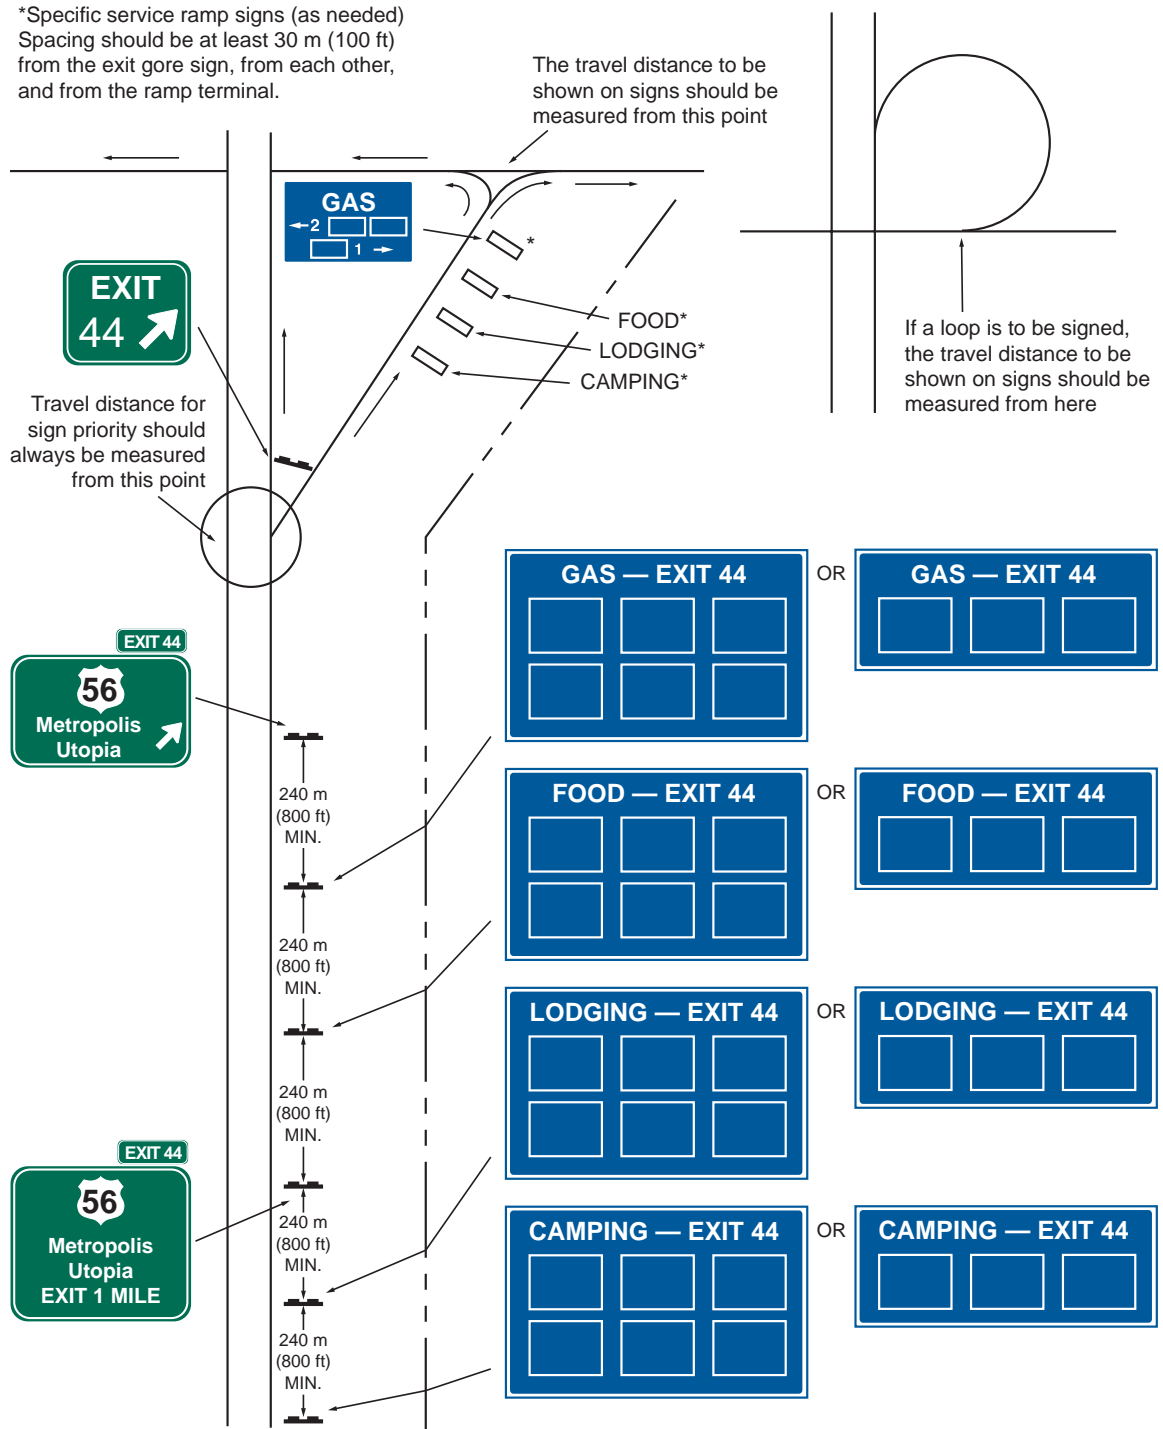 *Specific service ramp signs (as needed)
Spacing should be at least 30 m (100 ft)
from the exit gore sign, from each other,
and from the ramp terminal.
The travel distance to be
shown on signs should be
measured from this point
GAS
2
1
*
EXIT
44
FOOD*
LODGING*
CAMPING*
If a loop is to be signed,
the travel distance to be
shown on signs should be
measured from here
Travel distance for
sign priority should
always be measured
from this point
GAS — EXIT 44
OR
GAS — EXIT 44
EXIT 44
56
Metropolis
Utopia
240 m
(800 ft)
MIN.
FOOD — EXIT 44
OR
FOOD — EXIT 44
240 m
(800 ft)
MIN.
LODGING — EXIT 44
OR
LODGING — EXIT 44
240 m
(800 ft)
MIN.
EXIT 44
56
Metropolis
Utopia
EXIT 1 MILE
240 m
(800 ft)
MIN.
CAMPING — EXIT 44
OR
CAMPING — EXIT 44
240 m
(800 ft)
MIN.